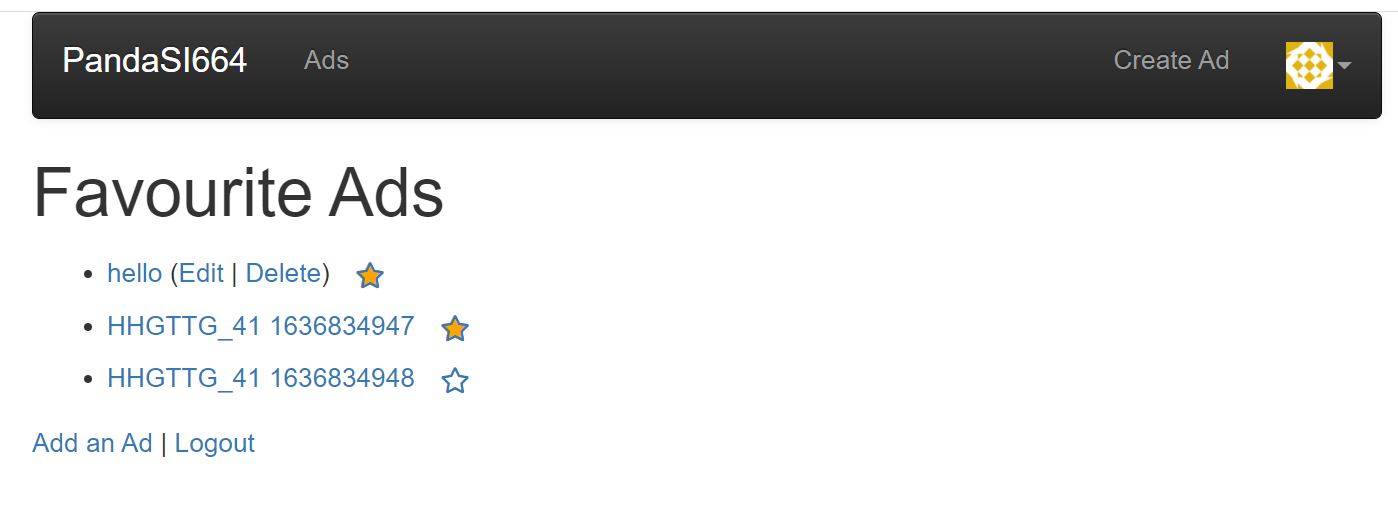 PandaSI664 Ads Create Ad
Favourite Ads
hello (Edit | Delete)
HHGTTG_41 1636834947
HHGTTG_41 1636834948
Add an Ad | Logout